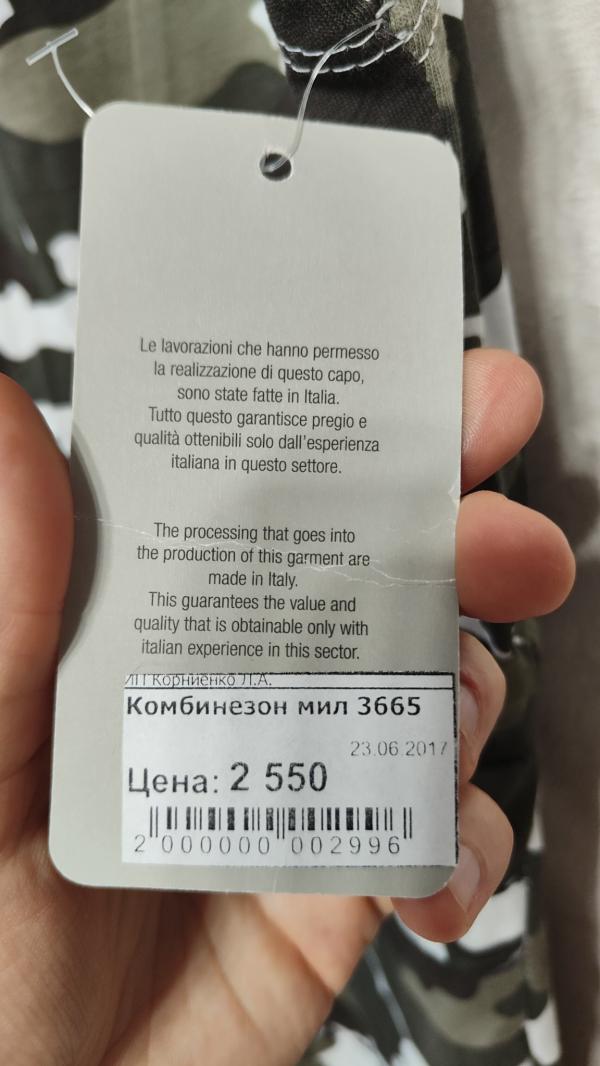 Le lavorazioni che hanno permesso
la realizzazione di questo capo,
sono state fatte in Italia.
Tutto questo garantisce pregio e
qualità ottenibili solo dall'esperienza
italiana in questo settore.
The processing that goes into
the production of this garment are
made in Italy.
This guarantees the value and
quality that is obtainable only with
italian experience in this sector.
ИП Корниенко Л.А.
Комбинезон мил 3665
23.06.2017
Цена: 2 550
2 000000 002996